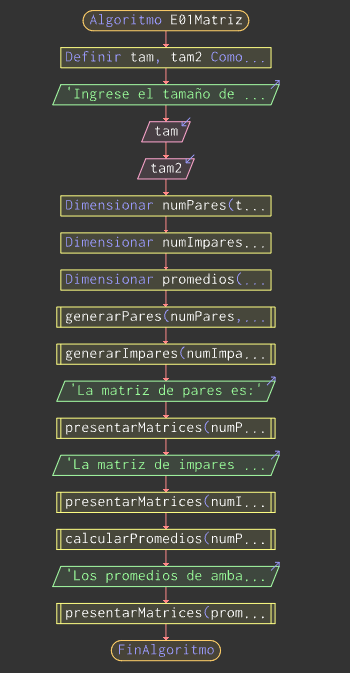 Algoritmo E01Matriz
Definir tam, tam2 Como...
'Ingrese el tamaño de ...
tam
tam2
Dimensionar numPares(t...
Dimensionar numImpares...
Dimensionar promedios(...
generarPares(numPares,...
generarImpares(numImpa...
'La matriz de pares es:'
presentarMatrices(numP...
'La matriz de impares ...
presentarMatrices(numI...
calcularPromedios(numP...
'Los promedios de amba...
presentarMatrices(prom...
FinAlgoritmo